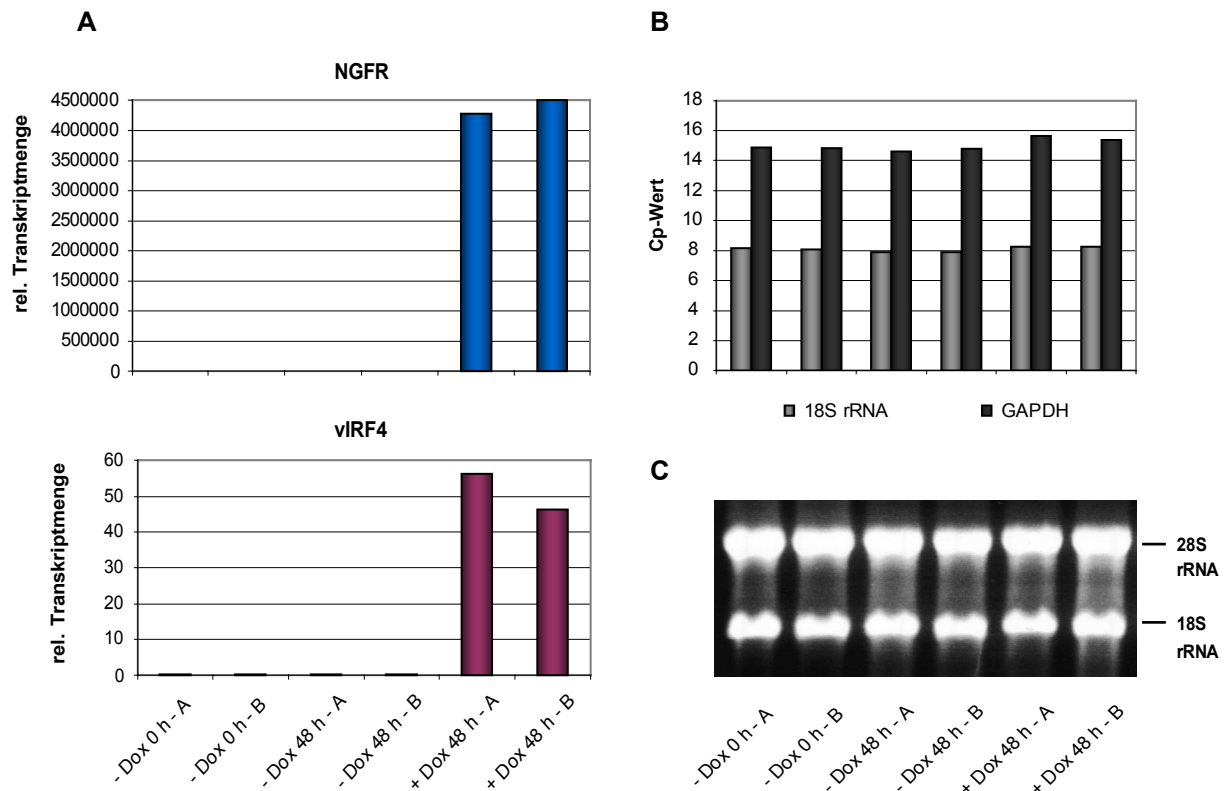 A
NGFR
rel. Transkriptmenge
4500000
4000000
3500000
3000000
2500000
2000000
1500000
1000000
500000
0
vIRF4
rel. Transkriptmenge
60
50
40
30
20
10
0
- Dox 0 h - A
- Dox 0 h - B
- Dox 48 h - A
- Dox 48 h - B
+ Dox 48 h - A
+ Dox 48 h - B
B
Cp-Wert
18
16
14
12
10
8
6
4
2
0
18S rRNA
GAPDH
C
28S
rRNA
18S
rRNA
- Dox 0 h - A
- Dox 0 h - B
- Dox 48 h - A
- Dox 48 h - B
+ Dox 48 h - A
+ Dox 48 h - B